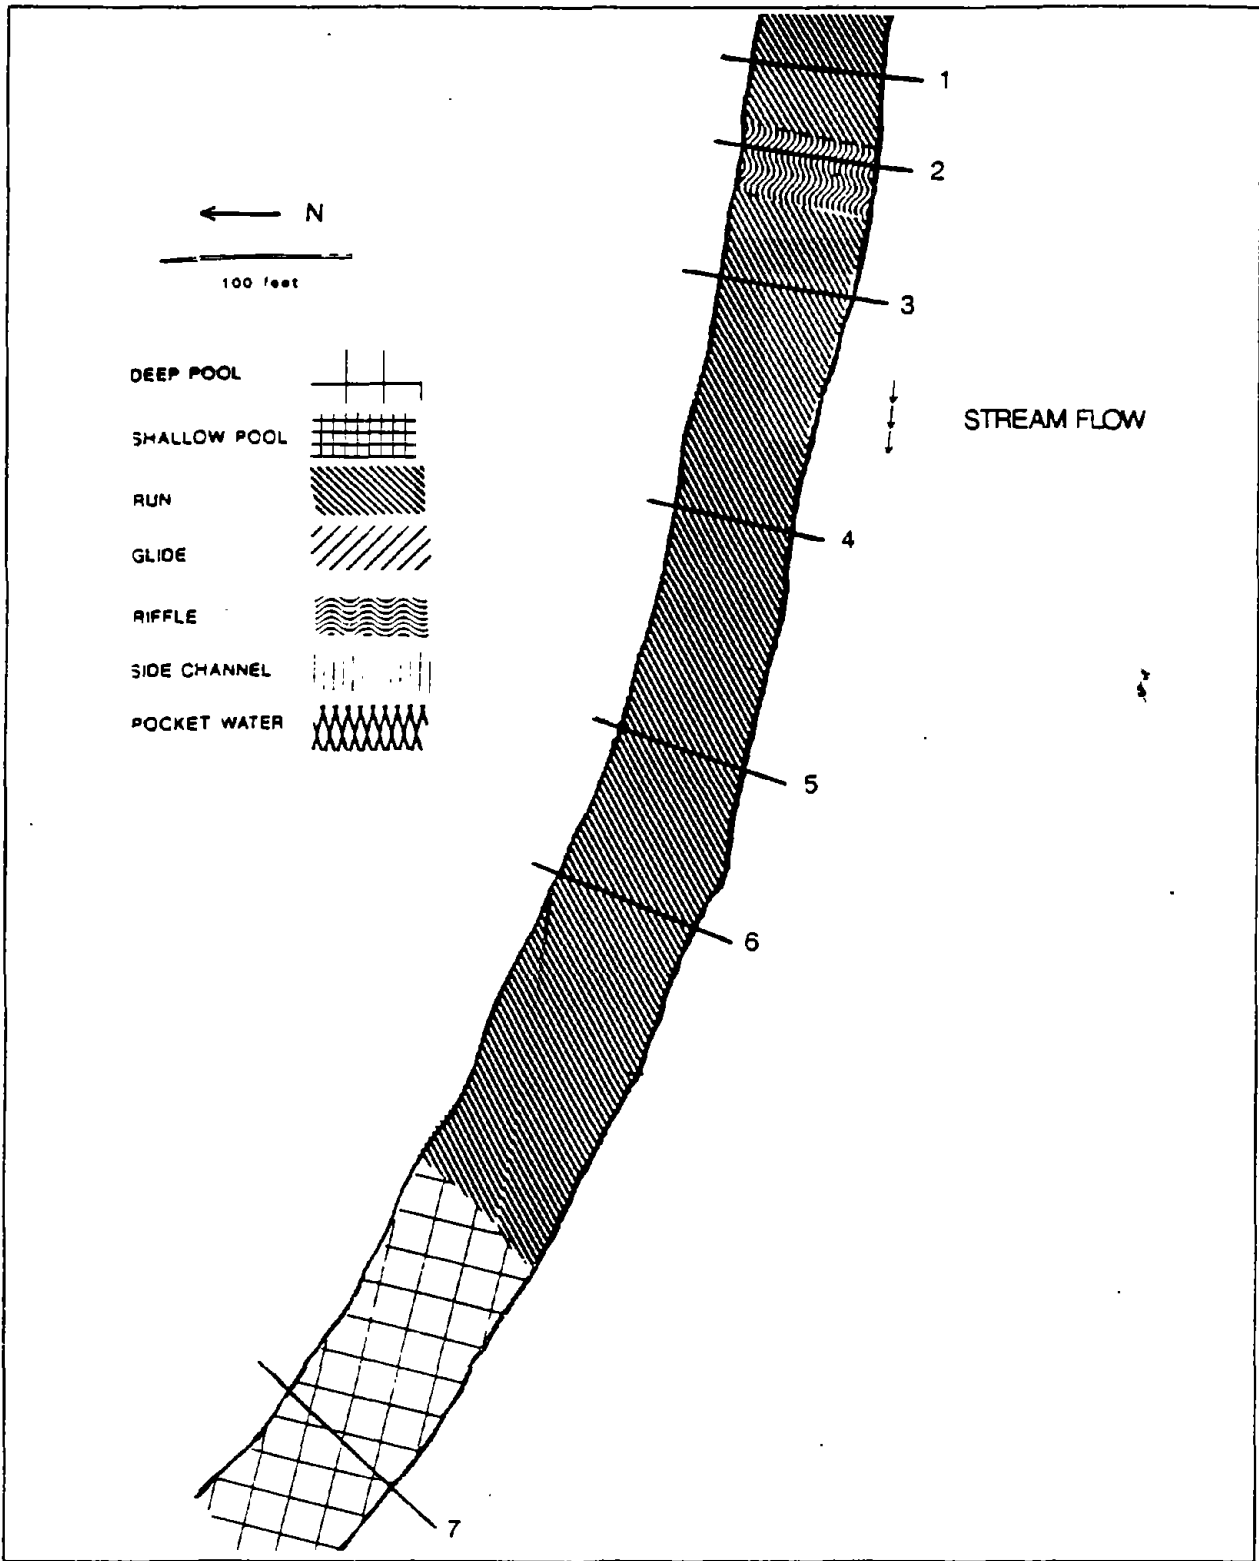 1
2
N
100 feet
3
DEEP POOL
STREAM FLOW
SHALLOW POOL
RUN
4
GLIDE
RIFFLE
SIDE CHANNEL
POCKET WATER
5
6
7